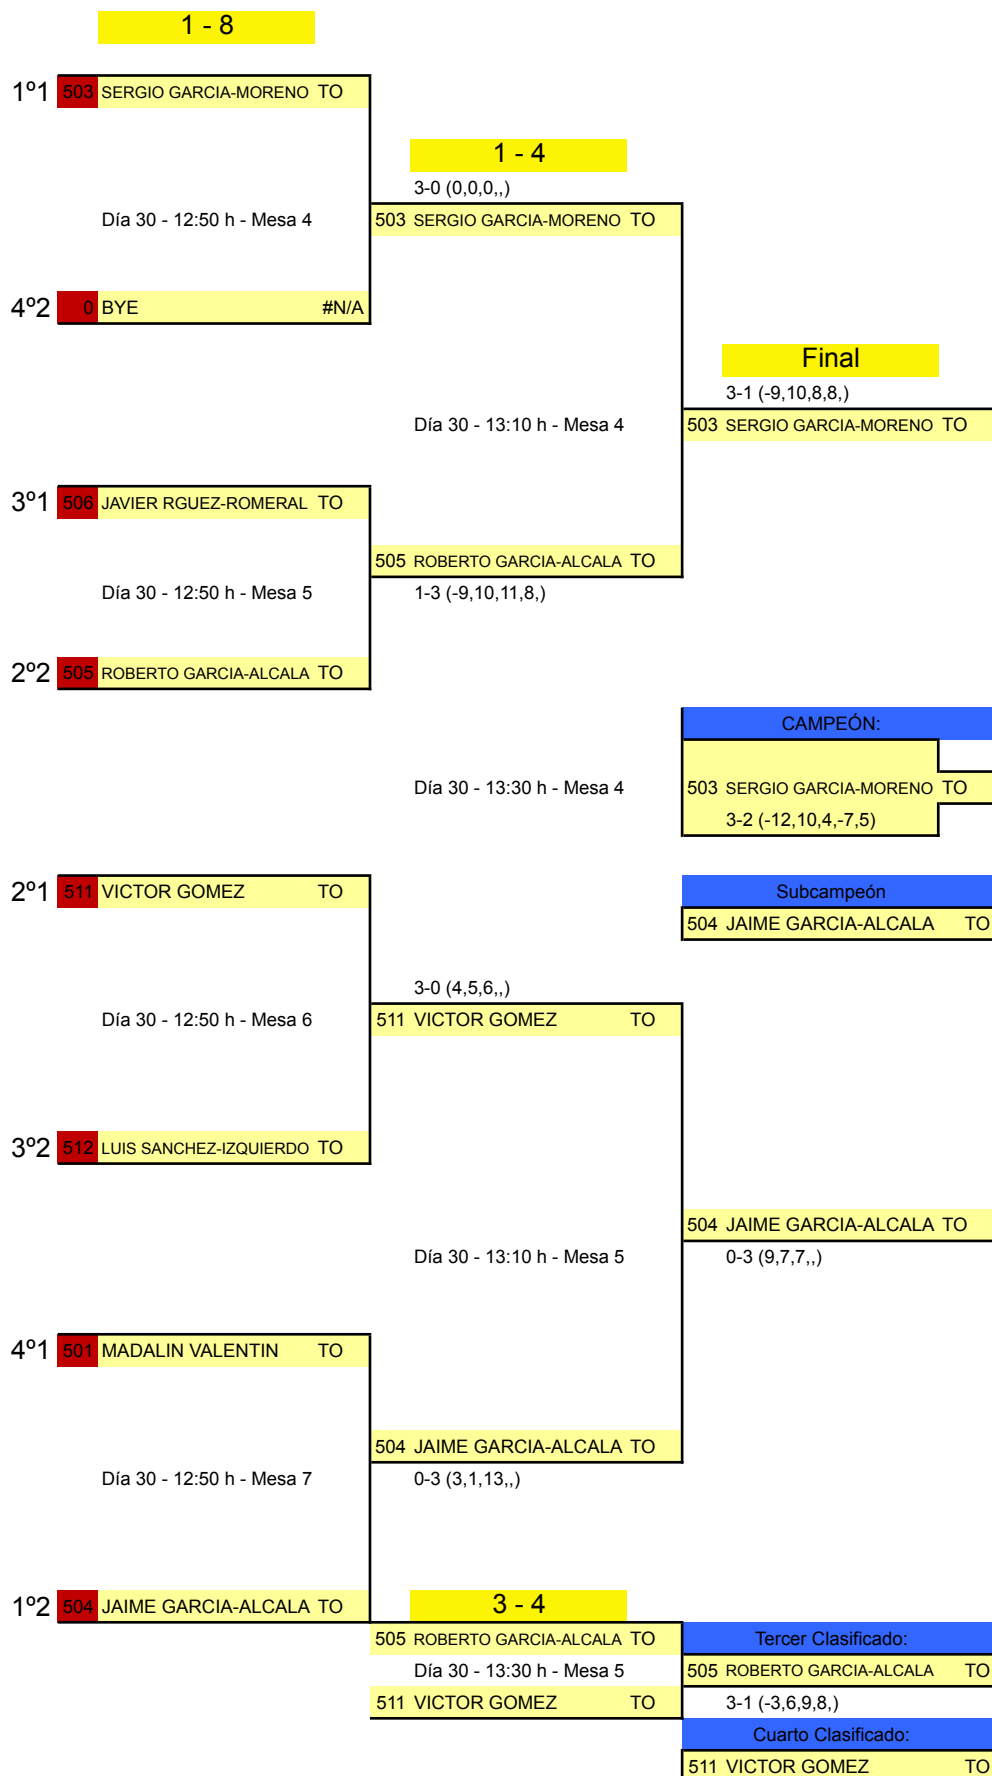 1 - 8
1º1 503 SERGIO GARCIA-MORENO TO
1 - 4
3-0 (0,0,0,,)
Día 30 - 12:50 h - Mesa 4
503 SERGIO GARCIA-MORENO TO
4º2 0 BYE #N/A
Final
3-1 (-9,10,8,8,)
Día 30 - 13:10 h - Mesa 4
503 SERGIO GARCIA-MORENO TO
3º1 506 JAVIER RGUEZ-ROMERAL TO
505 ROBERTO GARCIA-ALCALA TO
Día 30 - 12:50 h - Mesa 5
1-3 (-9,10,11,8,)
2º2 505 ROBERTO GARCIA-ALCALA TO
CAMPEÓN:
Día 30 - 13:30 h - Mesa 4
503 SERGIO GARCIA-MORENO TO
3-2 (-12,10,4,-7,5)
2º1 511 VICTOR GOMEZ TO
Subcampeón
504 JAIME GARCIA-ALCALA TO
3-0 (4,5,6,,)
Día 30 - 12:50 h - Mesa 6
511 VICTOR GOMEZ TO
3º2 512 LUIS SANCHEZ-IZQUIERDO TO
504 JAIME GARCIA-ALCALA TO
Día 30 - 13:10 h - Mesa 5
0-3 (9,7,7,,)
4º1 501 MADALIN VALENTIN TO
504 JAIME GARCIA-ALCALA TO
Día 30 - 12:50 h - Mesa 7
0-3 (3,1,13,,)
1º2 504 JAIME GARCIA-ALCALA TO
3 - 4
505 ROBERTO GARCIA-ALCALA TO
Tercer Clasificado:
Día 30 - 13:30 h - Mesa 5
505 ROBERTO GARCIA-ALCALA TO
511 VICTOR GOMEZ TO
3-1 (-3,6,9,8,)
Cuarto Clasificado:
511 VICTOR GOMEZ TO